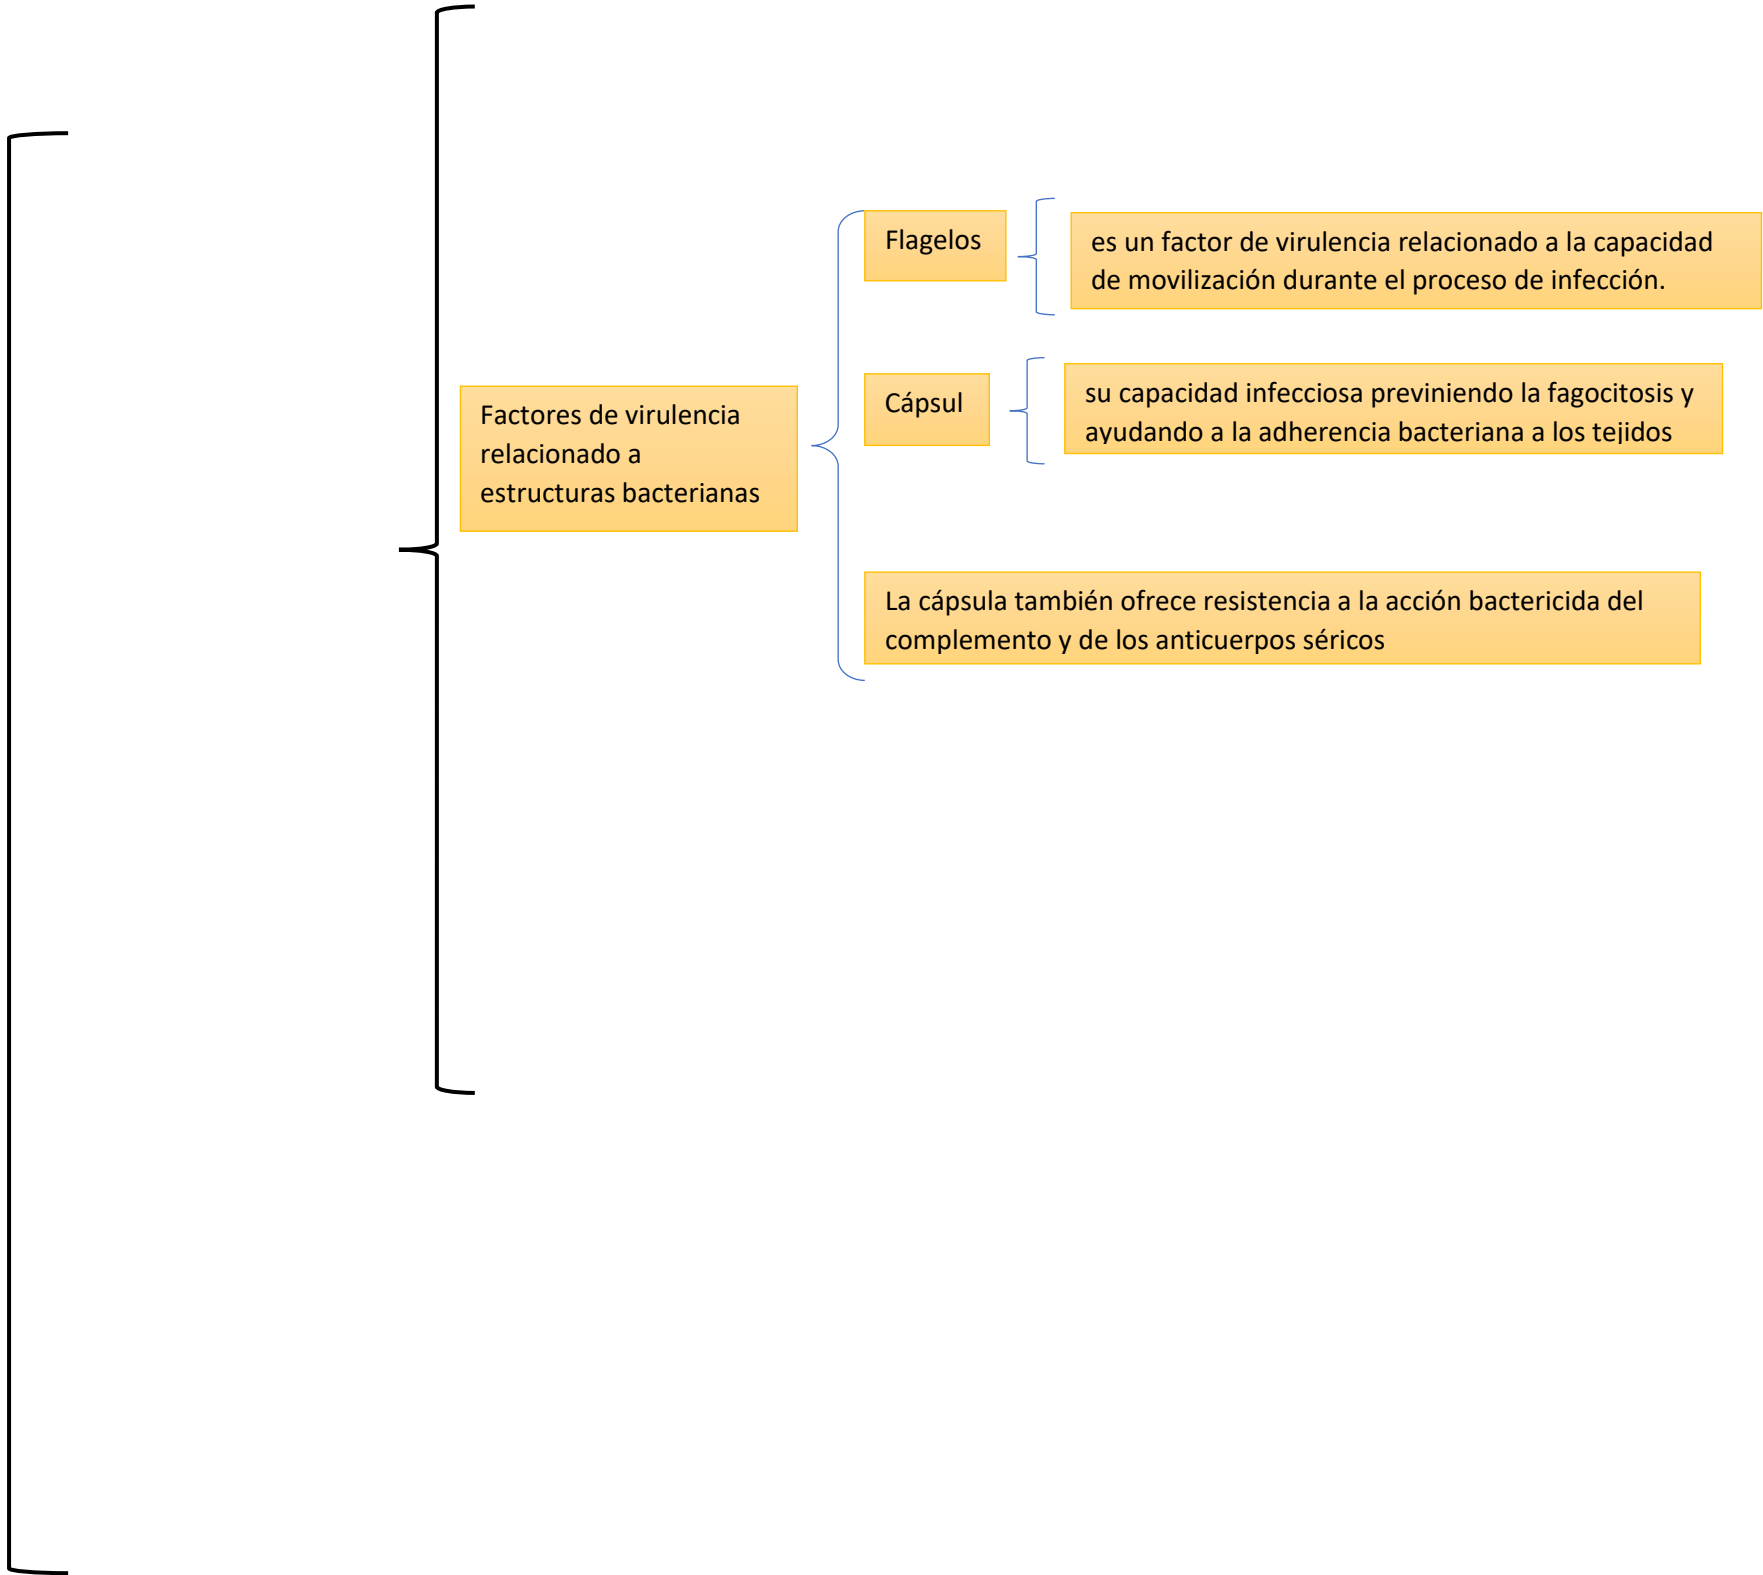 Factores de virulencia
relacionado a
estructuras bacterianas
Flagelos
es un factor de virulencia relacionado a la capacidad
de movilización durante el proceso de infección.
Cápsul
su capacidad infecciosa previniendo la fagocitosis y
ayudando a la adherencia bacteriana a los tejidos
La cápsula también ofrece resistencia a la acción bactericida del
complemento y de los anticuerpos séricos